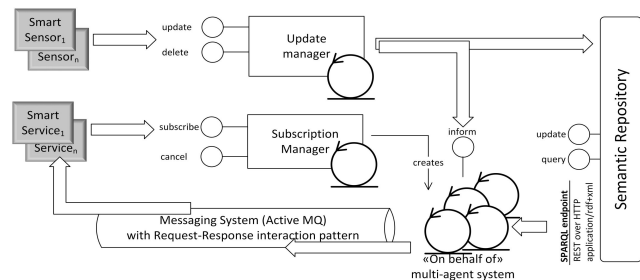 Smart
Sensor1
Sensorn
update
delete
Update
manager
Smart
Service1
Servicen
subscribe
cancel
Subscription
Manager
creates
inform
update
query
Semantic Repository
SPARQL endpoint
REST over HTTP
application/rdf+xml
Messaging System (Active MQ)
with Request-Response interaction pattern
«On behalf of»
multi-agent system